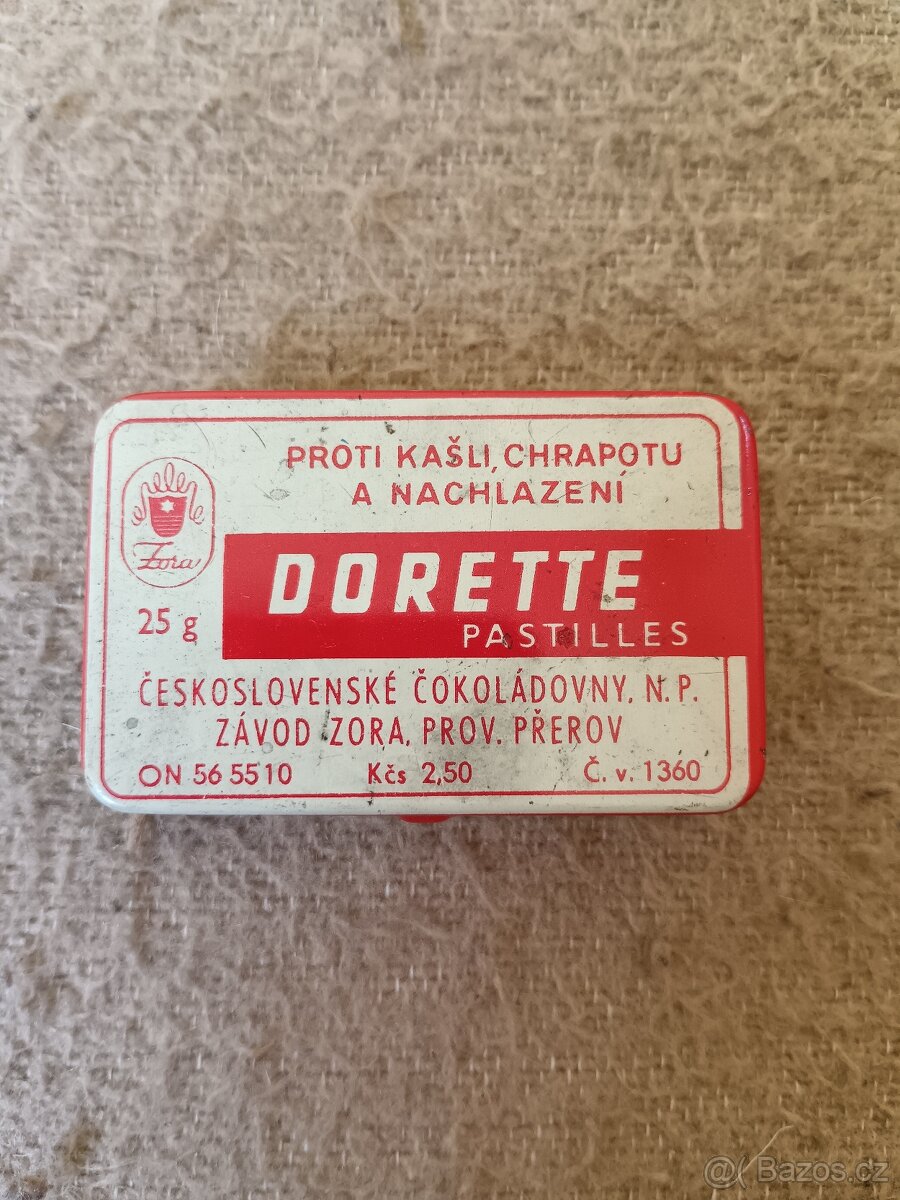 PROTI KAŠLI, CHRAPOTU
A NACHLAZENÍ
Zora
DORETTE
25 g
PASTILLES
ČESKOSLOVENSKÉ ČOKOLÁDOVNY, N. P.
ZÁVOD ZORA, PROV. PŘEROV
ON 56 5510 Kčs 2,50 Č. v. 1360
@ Bazos.cz